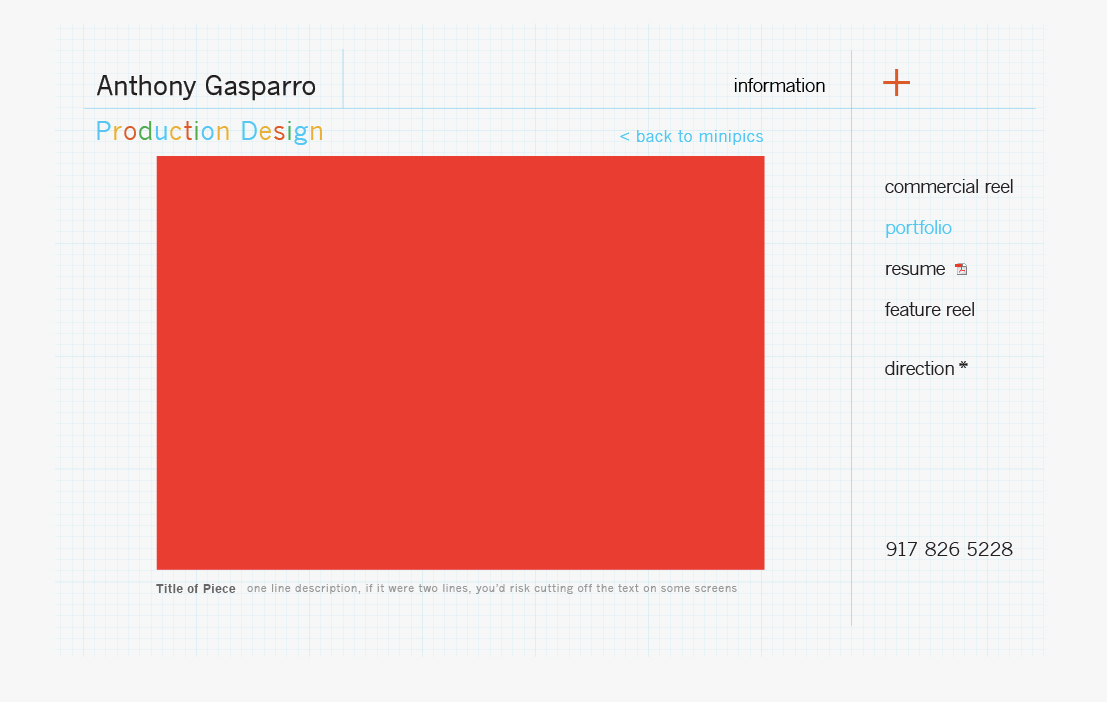 Anthony Gasparro
information
Production Design
< back to minipics
commercial reel
portfolio
resume
feature reel
direction *
917 826 5228
Title of Piece one line description, if it were two lines, you'd risk cutting off the text on some screens